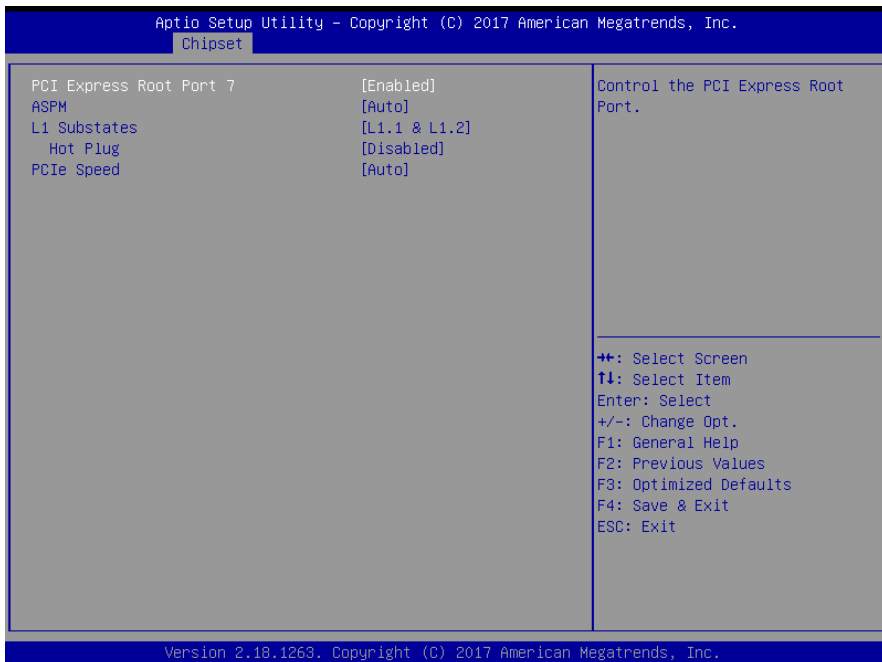 Aptio Setup Utility – Copyright (C) 2017 American Megatrends, Inc.
Chipset
PCI Express Root Port 7 [Enabled]
ASPM [Auto]
L1 Substates [L1.1 & L1.2]
Hot Plug [Disabled]
PCIe Speed [Auto]
Control the PCI Express Root
Port.
→←: Select Screen
↑↓: Select Item
Enter: Select
+/-: Change Opt.
F1: General Help
F2: Previous Values
F3: Optimized Defaults
F4: Save & Exit
ESC: Exit
Version 2.18.1263. Copyright (C) 2017 American Megatrends, Inc.